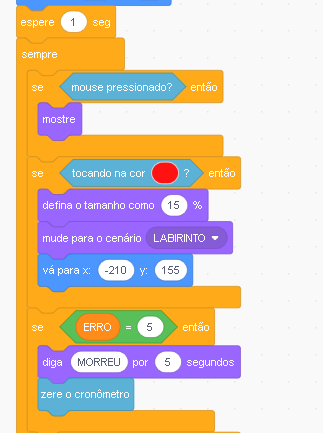 espere 1 seg
sempre
se mouse pressionado? então
mostre
se tocando na cor ? então
defina o tamanho como 15 %
mude para o cenário LABIRINTO
vá para x: -210 y: 155
se ERRO = 5 então
diga MORREU por 5 segundos
zere o cronômetro